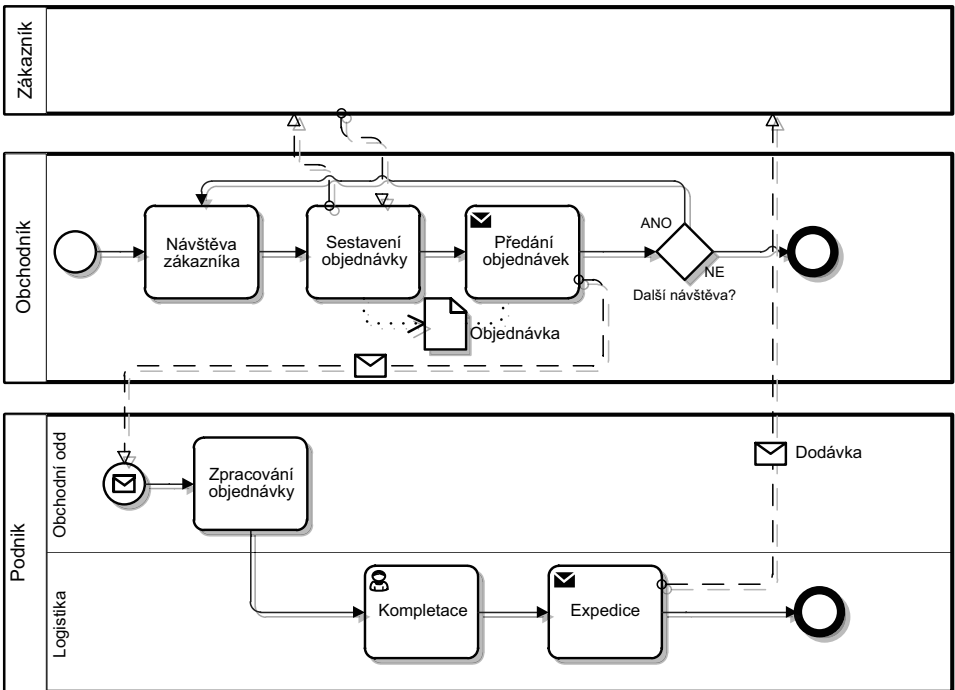 Zákazník
Obchodník
Návštěva
zákazníka
Sestavení
objednávky
Předání
objednávek
ANO
NE
Další návštěva?
Objednávka
Podnik
Obchodní odd
Zpracování
objednávky
Dodávka
Logistika
Kompletace
Expedice